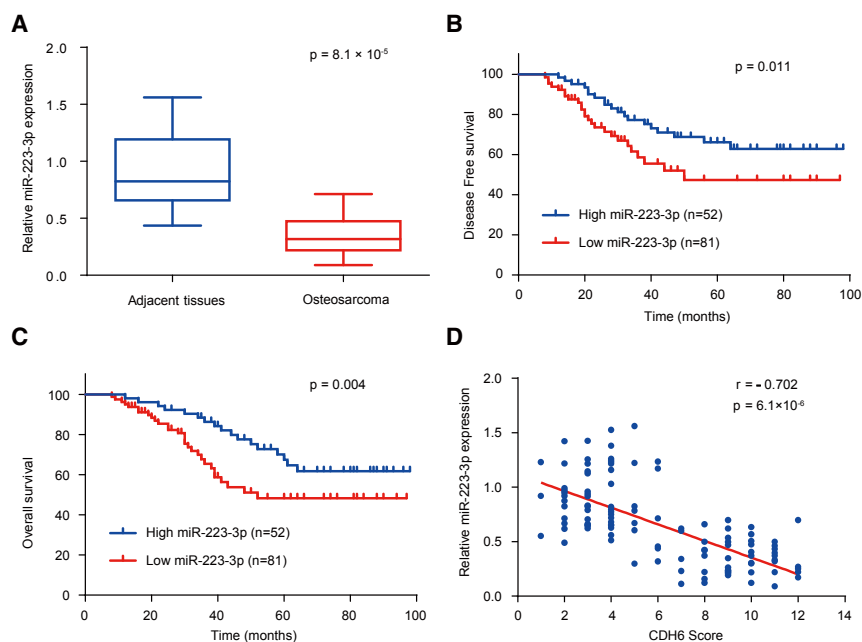 A
p = 8.1 × 10-5
Relative miR-223-3p expression
2.0
1.5
1.0
0.5
0.0
Adjacent tissues
Osteosarcoma
B
p = 0.011
Disease Free survival
100
80
60
40
20
0
High miR-223-3p (n=52)
Low miR-223-3p (n=81)
0 20 40 60 80 100
Time (months)
C
p = 0.004
Overall survival
100
80
60
40
20
0
High miR-223-3p (n=52)
Low miR-223-3p (n=81)
0 20 40 60 80 100
Time (months)
D
r = - 0.702
p = 6.1×10-6
Relative miR-223-3p expression
2.0
1.5
1.0
0.5
0.0
0 2 4 6 8 10 12 14
CDH6 Score